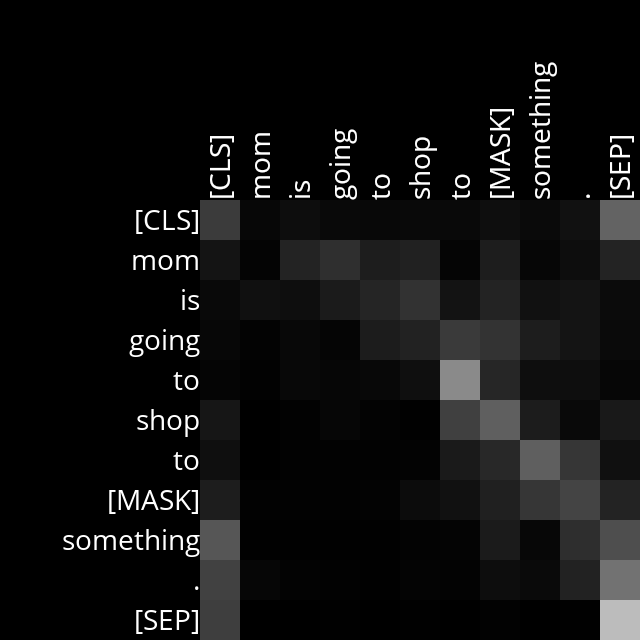 [CLS] mom is going to shop to [MASK] something . [SEP]
[CLS]
mom
is
going
to
shop
to
[MASK]
something
.
[SEP]